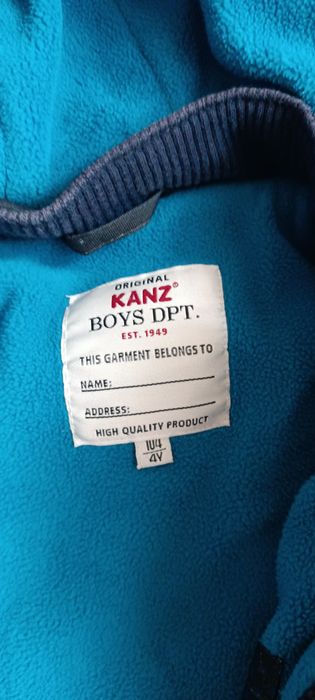 ORIGINAL
KANZ®
BOYS DPT.
EST. 1949
THIS GARMENT BELONGS TO
NAME:
ADDRESS:
HIGH QUALITY PRODUCT
104
4Y